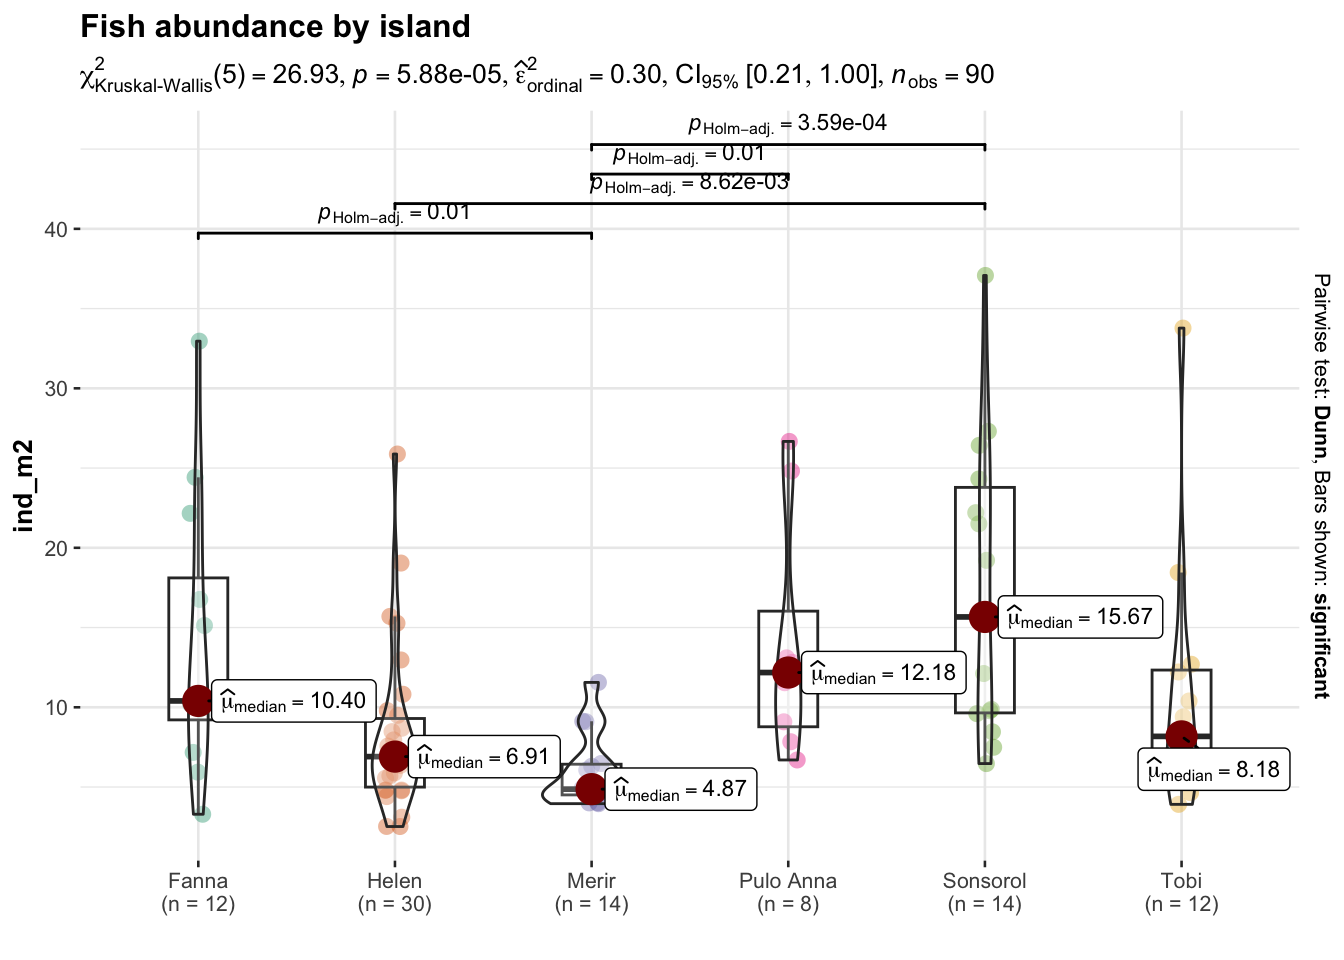 Fish abundance by island
χ²Kruskal-Wallis(5) = 26.93, p = 5.88e-05, ε̂²ordinal = 0.30, CI95% [0.21, 1.00], nobs = 90
pHolm−adj. = 3.59e-04
pHolm−adj. = 0.01
pHolm−adj. = 8.62e-03
pHolm−adj. = 0.01
40
30
20
10
ind_m2
μ̂median = 10.40
μ̂median = 6.91
μ̂median = 4.87
μ̂median = 12.18
μ̂median = 15.67
μ̂median = 8.18
Pairwise test: Dunn, Bars shown: significant
Fanna Helen Merir Pulo Anna Sonsorol Tobi
(n = 12) (n = 30) (n = 14) (n = 8) (n = 14) (n = 12)